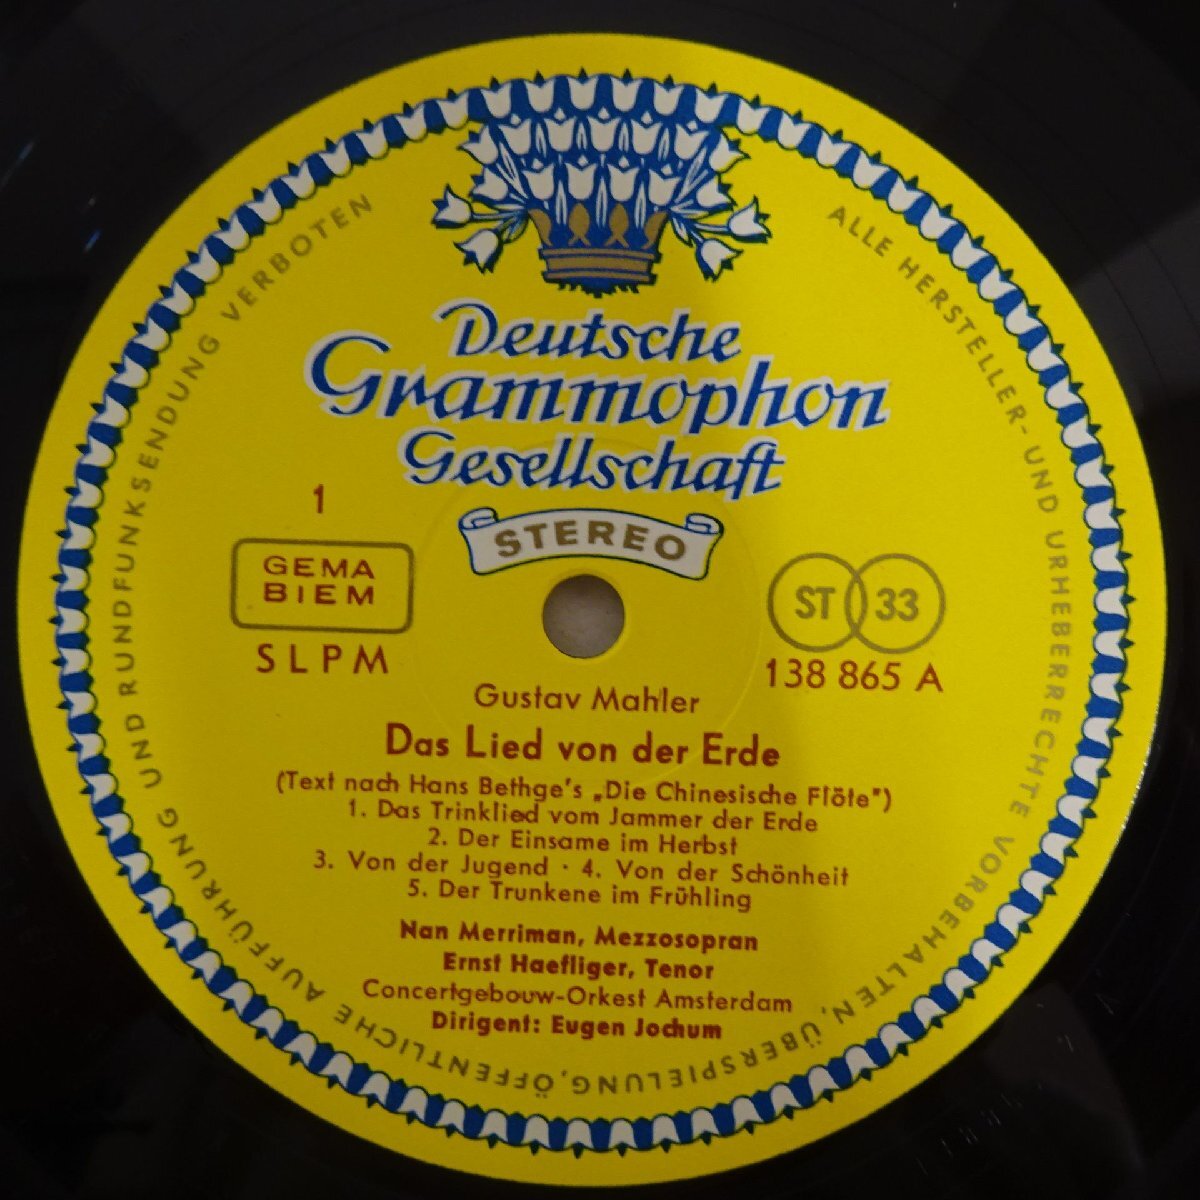 Deutsche
Grammophon
Gesellschaft
STEREO
1
GEMA
BIEM
SLPM
ST 33
138 865 A
Gustav Mahler
Das Lied von der Erde
(Text nach Hans Bethge's „Die Chinesische Flöte")
1. Das Trinklied vom Jammer der Erde
2. Der Einsame im Herbst
3. Von der Jugend · 4. Von der Schönheit
5. Der Trunkene im Frühling
Nan Merriman, Mezzosopran
Ernst Haefliger, Tenor
Concertgebouw-Orkest Amsterdam
Dirigent: Eugen Jochum
ALLE HERSTELLER- UND URHEBERRECHTE VORBEHALTEN, ÜBERSPIELUNG, ÖFFENTLICHE AUFFÜHRUNG UND RUNDFUNKSENDUNG VERBOTEN